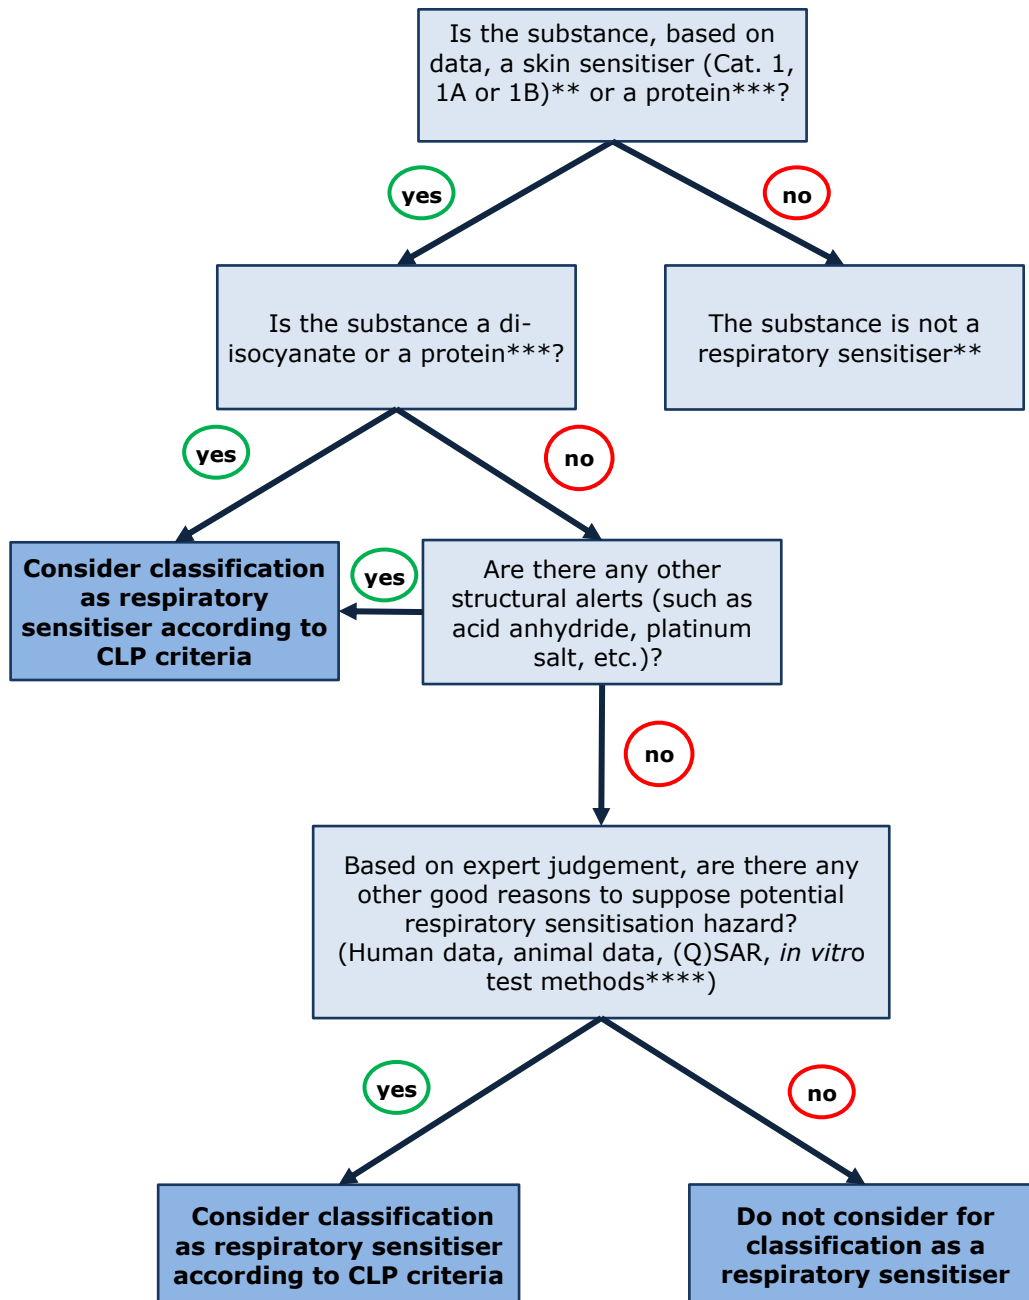 Is the substance, based on
data, a skin sensitiser (Cat. 1,
1A or 1B)** or a protein***?
yes
no
Is the substance a di-
isocyanate or a protein***?
The substance is not a
respiratory sensitiser**
yes
no
Consider classification
as respiratory
sensitiser according to
CLP criteria
yes
Are there any other
structural alerts (such as
acid anhydride, platinum
salt, etc.)?
no
Based on expert judgement, are there any
other good reasons to suppose potential
respiratory sensitisation hazard?
(Human data, animal data, (Q)SAR, in vitro
test methods****)
yes
no
Consider classification
as respiratory sensitiser
according to CLP criteria
Do not consider for
classification as a
respiratory sensitiser